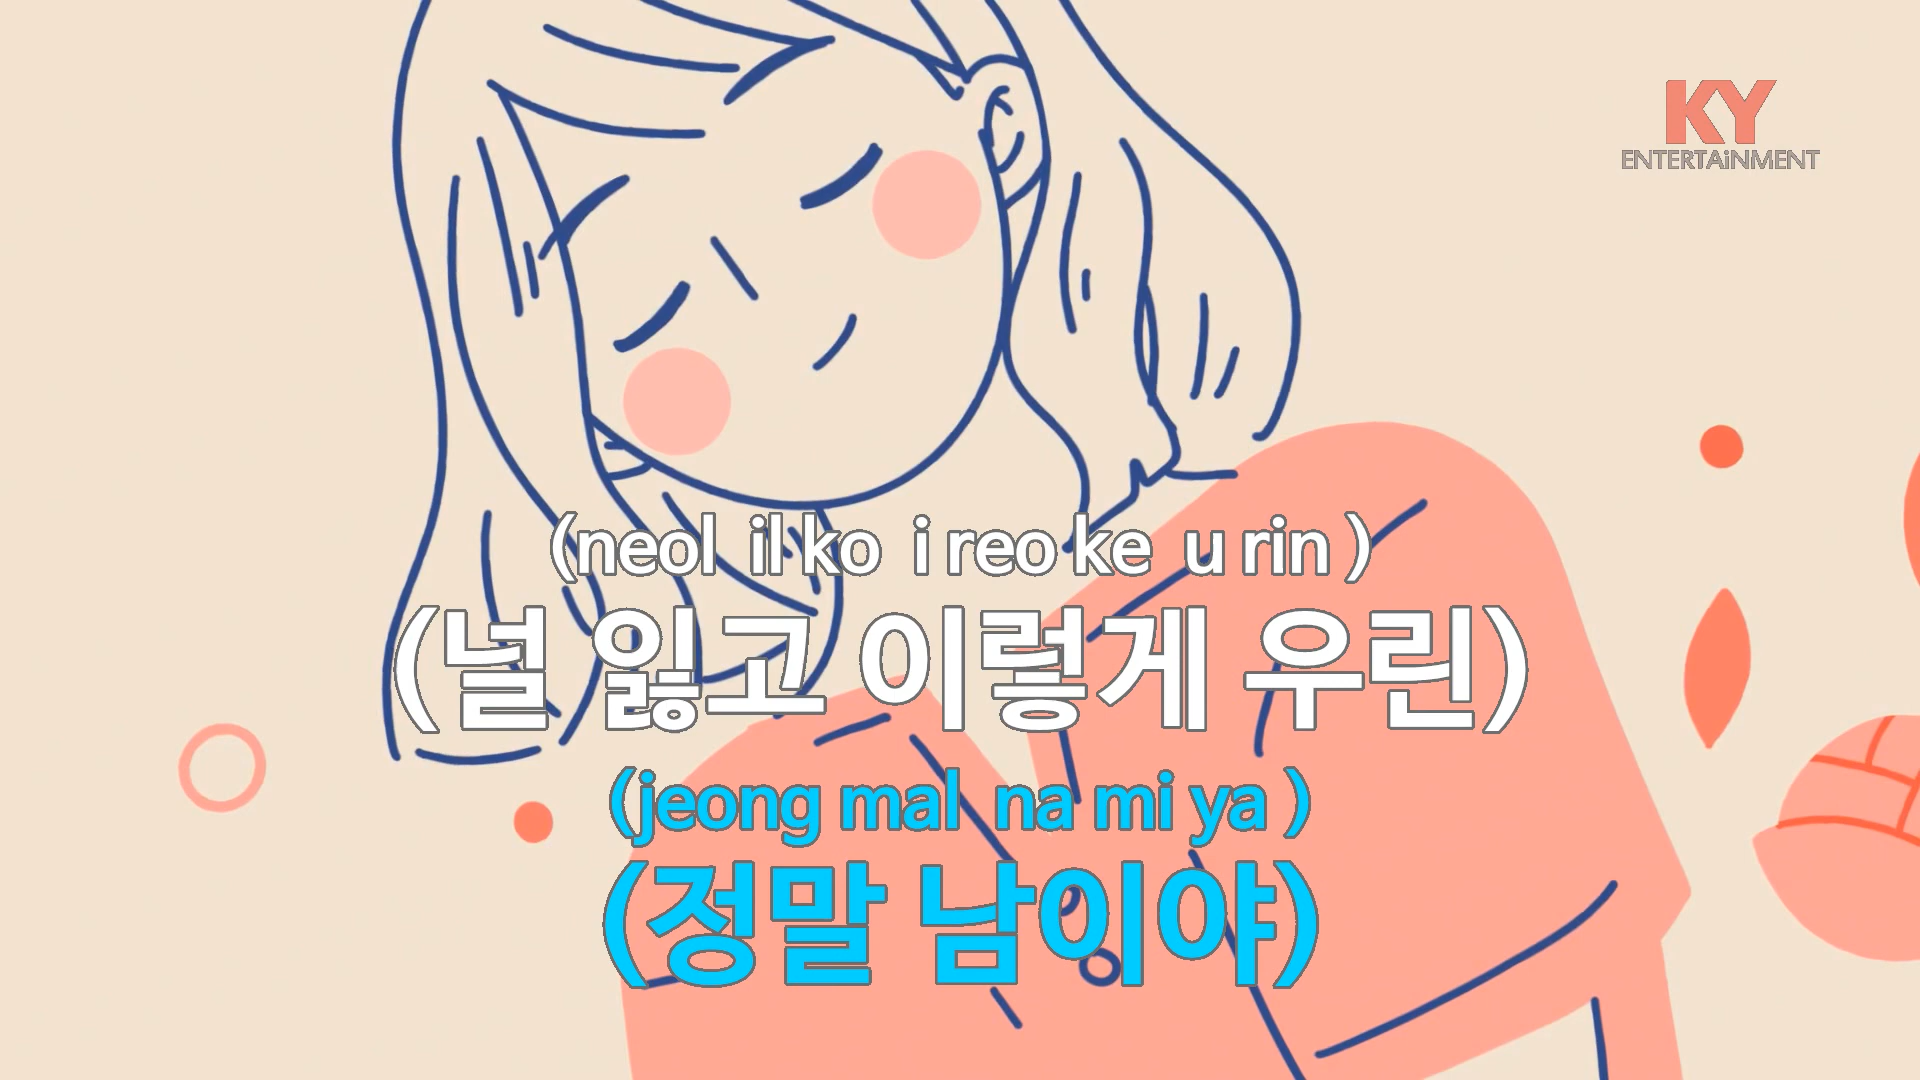 KY
ENTERTAiNMENT
(neol il ko i reo ke u rin )
(널 잃고 이렇게 우린)
(jeong mal na mi ya )
(정말 남이야)